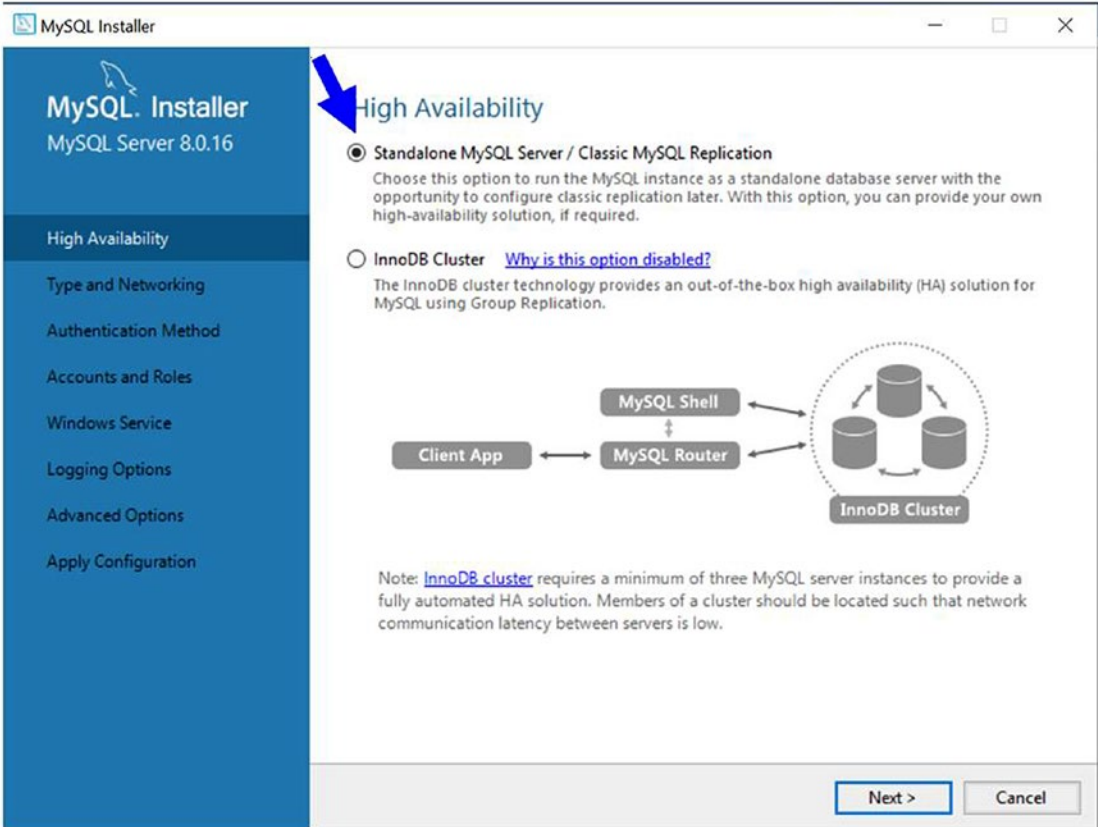 MySQL Installer
MySQL. Installer
MySQL Server 8.0.16
High Availability
Type and Networking
Authentication Method
Accounts and Roles
Windows Service
Logging Options
Advanced Options
Apply Configuration
High Availability
Standalone MySQL Server / Classic MySQL Replication
Choose this option to run the MySQL instance as a standalone database server with the
opportunity to configure classic replication later. With this option, you can provide your own
high-availability solution, if required.
InnoDB Cluster Why is this option disabled?
The InnoDB cluster technology provides an out-of-the-box high availability (HA) solution for
MySQL using Group Replication.
MySQL Shell
Client App
MySQL Router
InnoDB Cluster
Note: InnoDB cluster requires a minimum of three MySQL server instances to provide a
fully automated HA solution. Members of a cluster should be located such that network
communication latency between servers is low.
Next >
Cancel